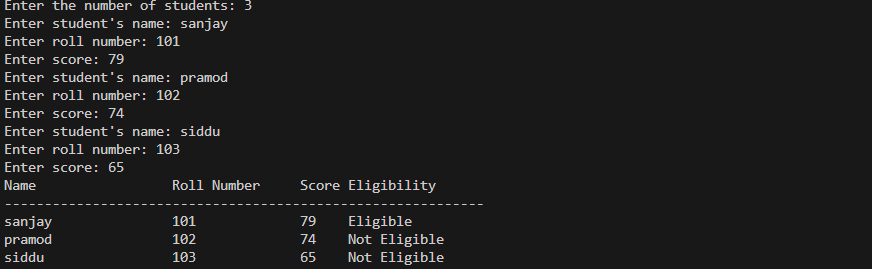 Enter the number of students: 3
Enter student's name: sanjay
Enter roll number: 101
Enter score: 79
Enter student's name: pramod
Enter roll number: 102
Enter score: 74
Enter student's name: siddu
Enter roll number: 103
Enter score: 65
Name                 Roll Number     Score Eligibility
------------------------------------------------------------
sanjay               101             79    Eligible
pramod               102             74    Not Eligible
siddu                103             65    Not Eligible